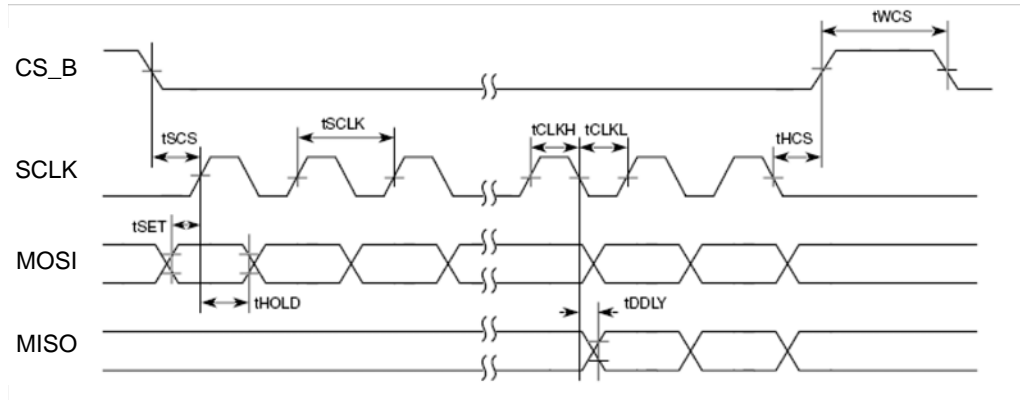 tWCS
CS_B
tSCS
tSCLK
tCLKH
tCLKL
tHCS
SCLK
tSET
MOSI
tHOLD
tDDLY
MISO